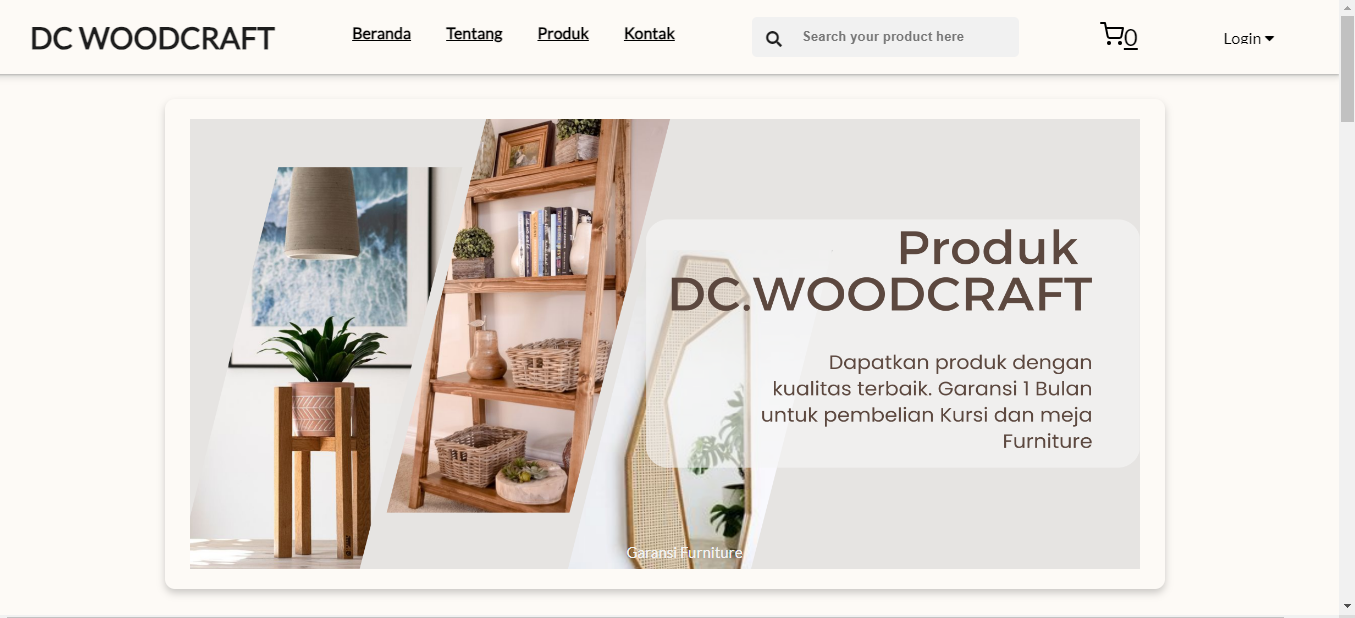 DC WOODCRAFT
Beranda Tentang Produk Kontak
Search your product here
0
Login
Produk
DC.WOODCRAFT
Dapatkan produk dengan
kualitas terbaik. Garansi 1 Bulan
untuk pembelian Kursi dan meja
Furniture
Garansi Furniture